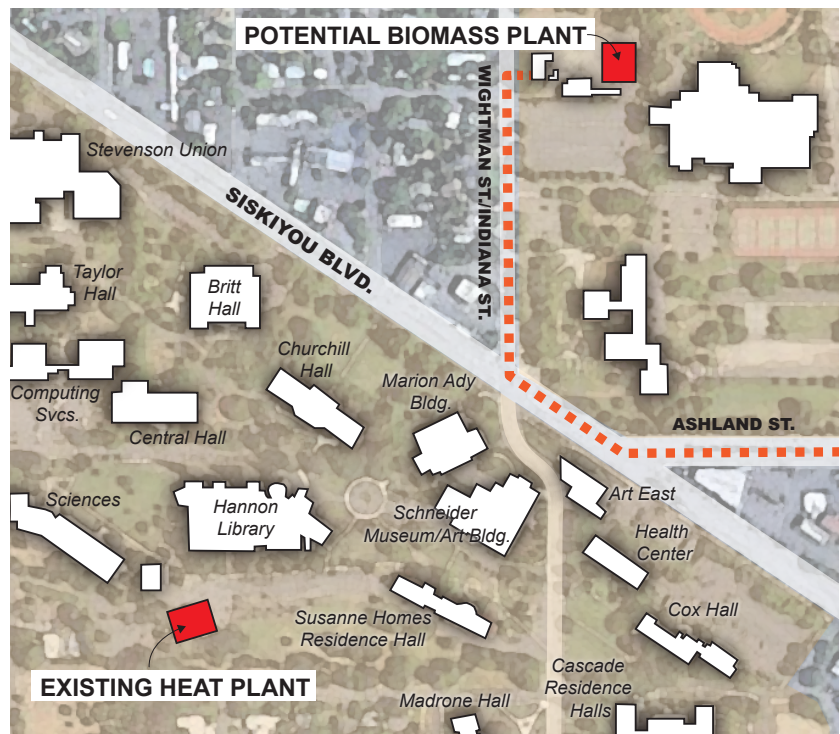 POTENTIAL BIOMASS PLANT
WIGHTMAN ST./INDIANA ST.
Stevenson Union
SISKIYOU BLVD.
Taylor
Hall
Britt
Hall
Churchill
Hall
Marion Ady
Bldg.
Computing
Svcs.
Central Hall
ASHLAND ST.
Sciences
Hannon
Library
Schneider
Museum/Art Bldg.
Art East
Health
Center
Susanne Homes
Residence Hall
Cox Hall
EXISTING HEAT PLANT
Cascade
Residence
Halls
Madrone Hall